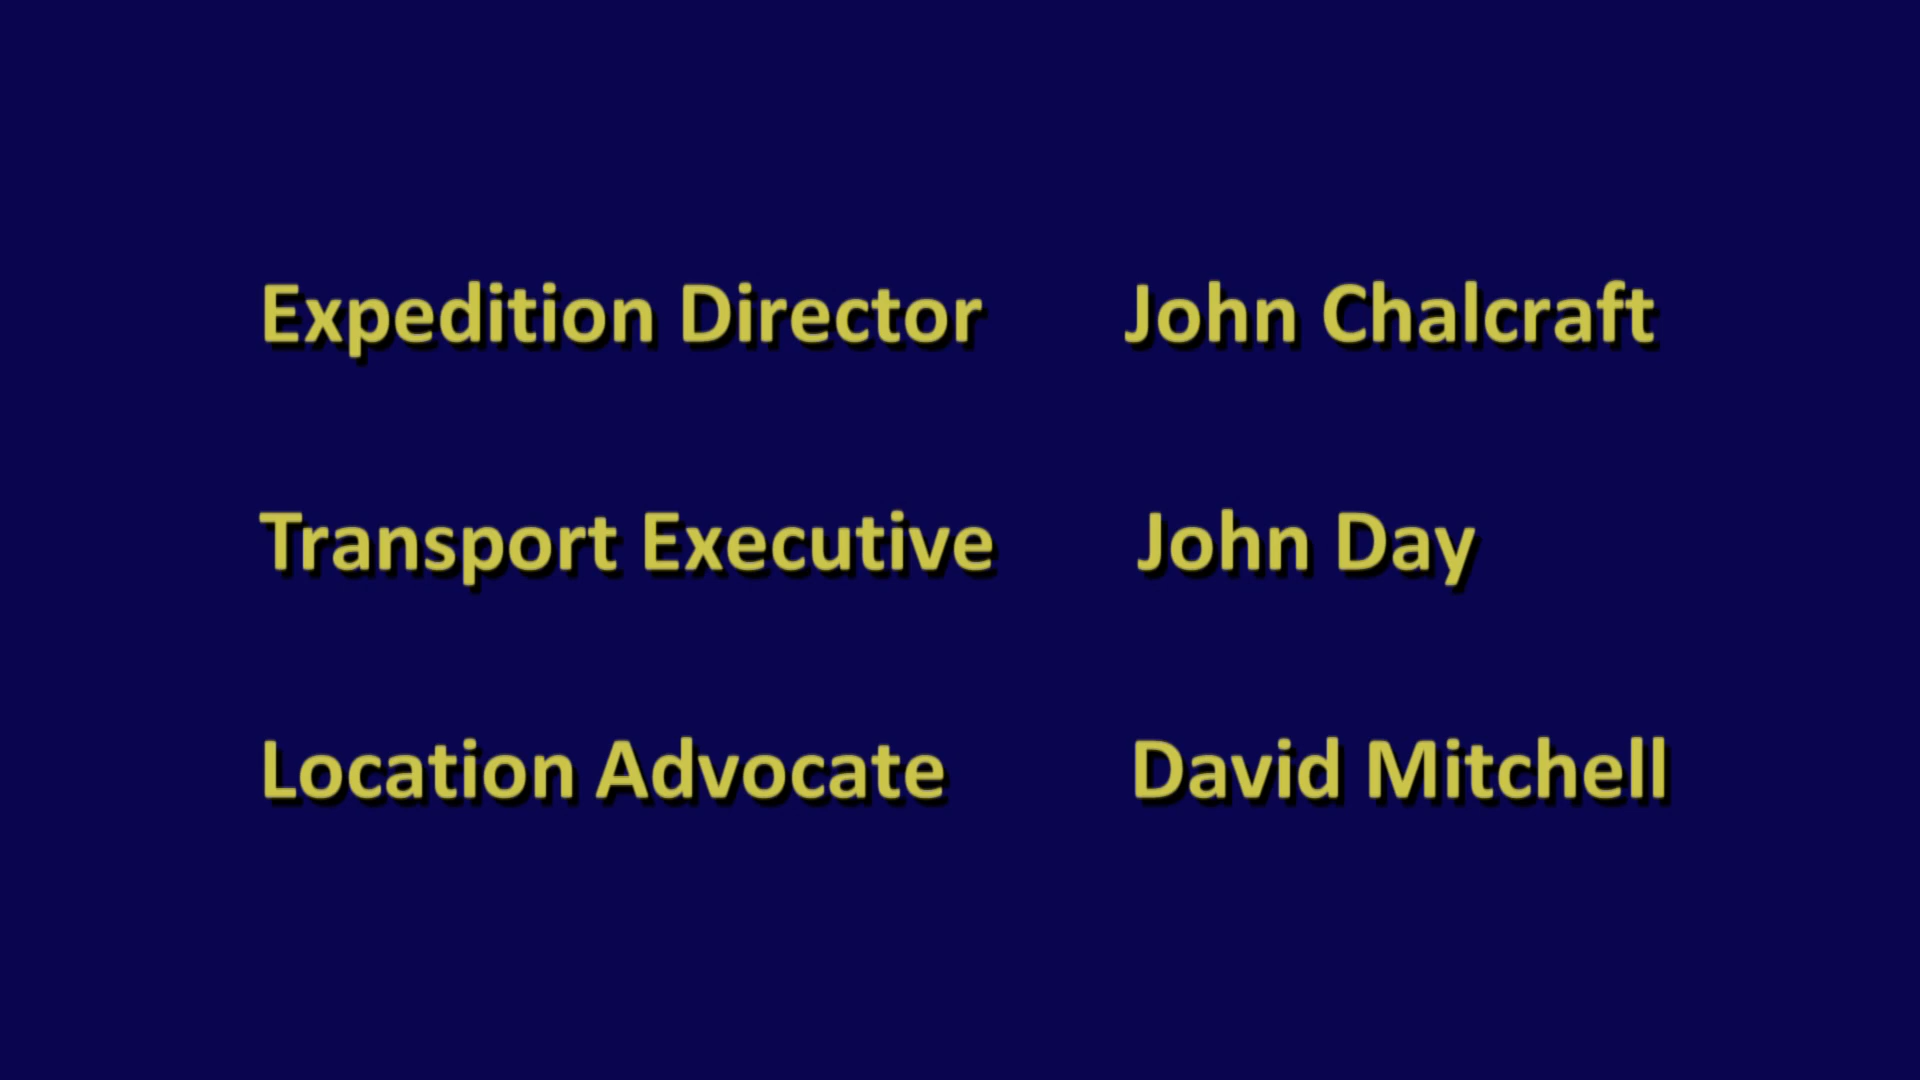 Expedition Director John Chalcraft
Transport Executive John Day
Location Advocate David Mitchell